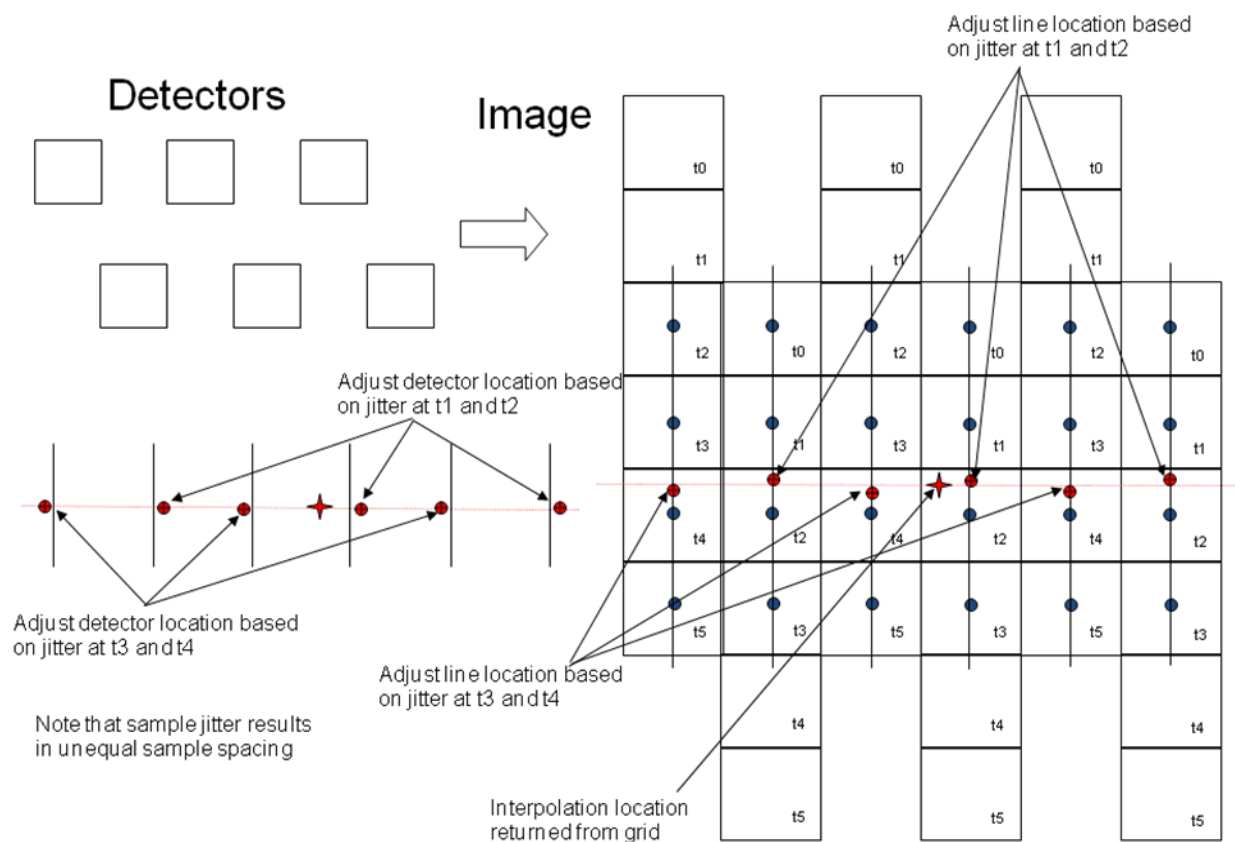 Adjust line location based
on jitter at t1 and t2
Detectors
Image
t0
t0
t0
t1
t1
t1
t2
t0
t2
t0
t2
t0
Adjust detector location based
on jitter at t1 and t2
t3
t1
t3
t1
t3
t1
t4
t2
t4
t2
t4
t2
Adjust detector location based
on jitter at t3 and t4
t5
t3
t5
t3
t5
t3
Adjust line location based
on jitter at t3 and t4
Note that sample jitter results
in unequal sample spacing
t4
t4
t4
Interpolation location
returned from grid
t5
t5
t5